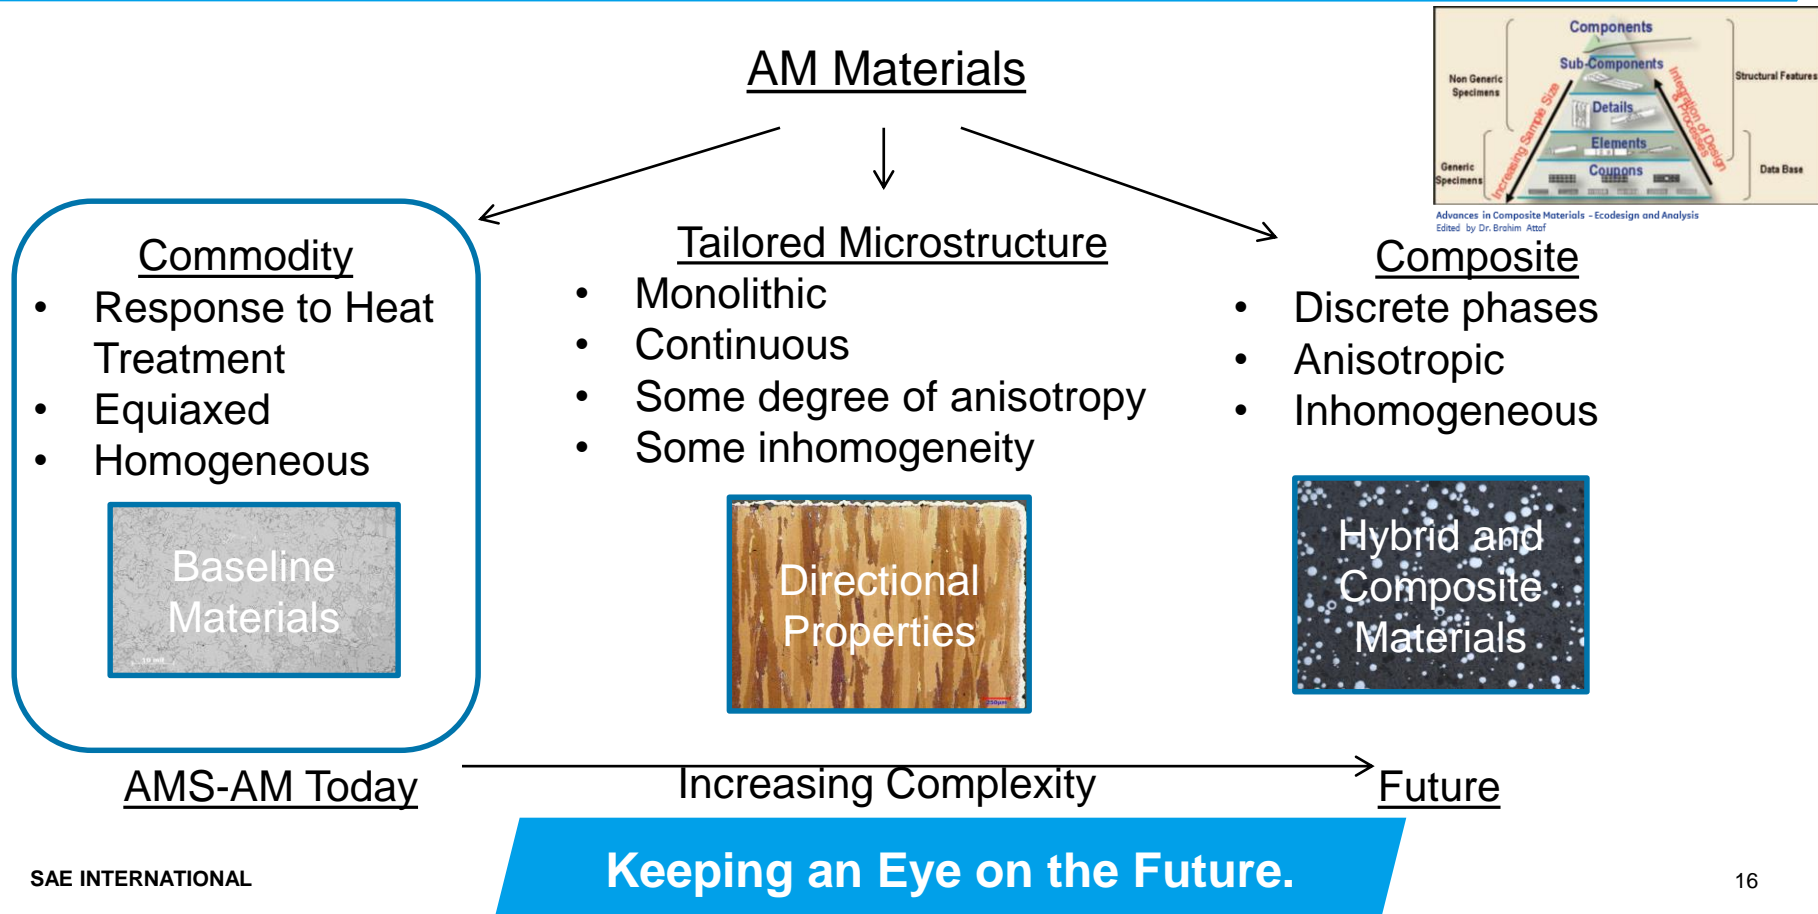 AM Materials
Components
Sub-Components
Details
Elements
Coupons
Non Generic
Specimens
Generic
Specimens
Structural Features
Data Base
Increasing Sample Size
Integration of Design
& Processes
Advances in Composite Materials - Ecodesign and Analysis
Edited by Dr. Brahim Attaf
Commodity
• Response to Heat
Treatment
• Equiaxed
• Homogeneous
Baseline
Materials
Tailored Microstructure
• Monolithic
• Continuous
• Some degree of anisotropy
• Some inhomogeneity
Directional
Properties
250µm
Composite
• Discrete phases
• Anisotropic
• Inhomogeneous
Hybrid and
Composite
Materials
AMS-AM Today
Increasing Complexity
Future
SAE INTERNATIONAL
Keeping an Eye on the Future.
16